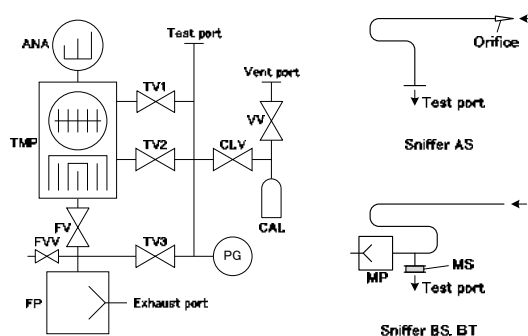 Test port
ANA
Orifice
Vent port
TV1
VV
Test port
TMP
TV2
CLV
Sniffer AS
FV
CAL
FVV
TV3
PG
MP
MS
FP
Exhaust port
Test port
Sniffer BS, BT